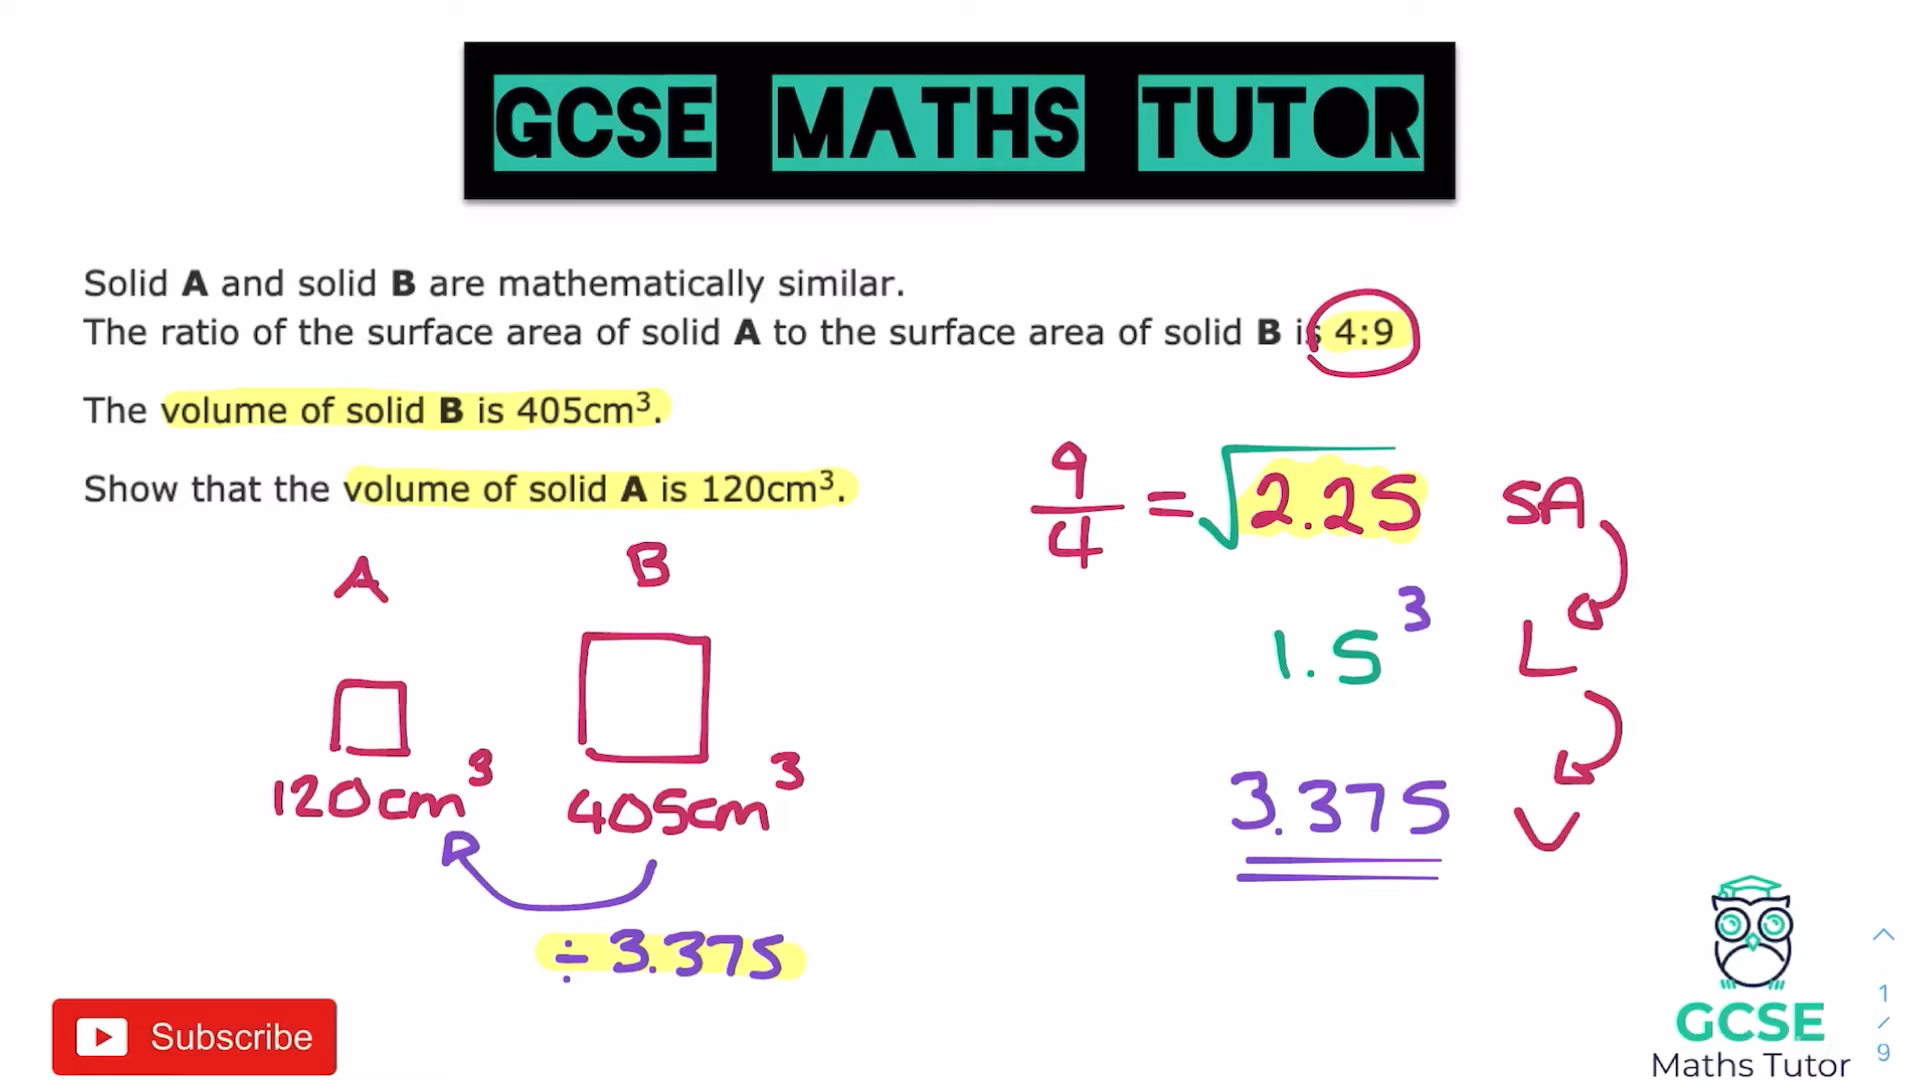 GCSE MATHS TUTOR
Solid A and solid B are mathematically similar.
The ratio of the surface area of solid A to the surface area of solid B is 4:9
The volume of solid B is 405cm³.
Show that the volume of solid A is 120cm³.
A
B
120cm³
405cm³
÷ 3.375
9/4 = √2.25
SA
1.5³
L
3.375
V
Subscribe
GCSE
Maths Tutor
1
/
9